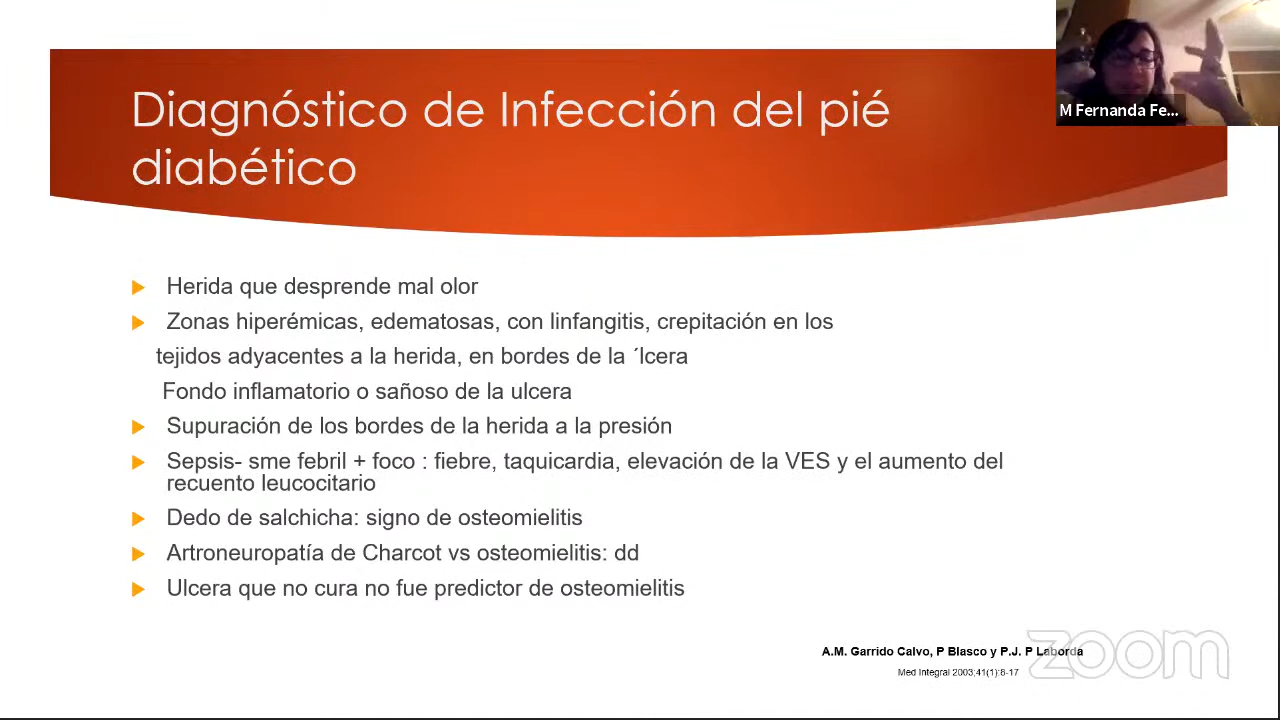 Diagnóstico de Infección del pié
diabético
M Fernanda Fe...
Herida que desprende mal olor
Zonas hiperémicas, edematosas, con linfangitis, crepitación en los
tejidos adyacentes a la herida, en bordes de la ´lcera
Fondo inflamatorio o sañoso de la ulcera
Supuración de los bordes de la herida a la presión
Sepsis- sme febril + foco : fiebre, taquicardia, elevación de la VES y el aumento del
recuento leucocitario
Dedo de salchicha: signo de osteomielitis
Artroneuropatía de Charcot vs osteomielitis: dd
Ulcera que no cura no fue predictor de osteomielitis
A.M. Garrido Calvo, P Blasco y P.J. P Laborda
Med Integral 2003;41(1):8-17
zoom